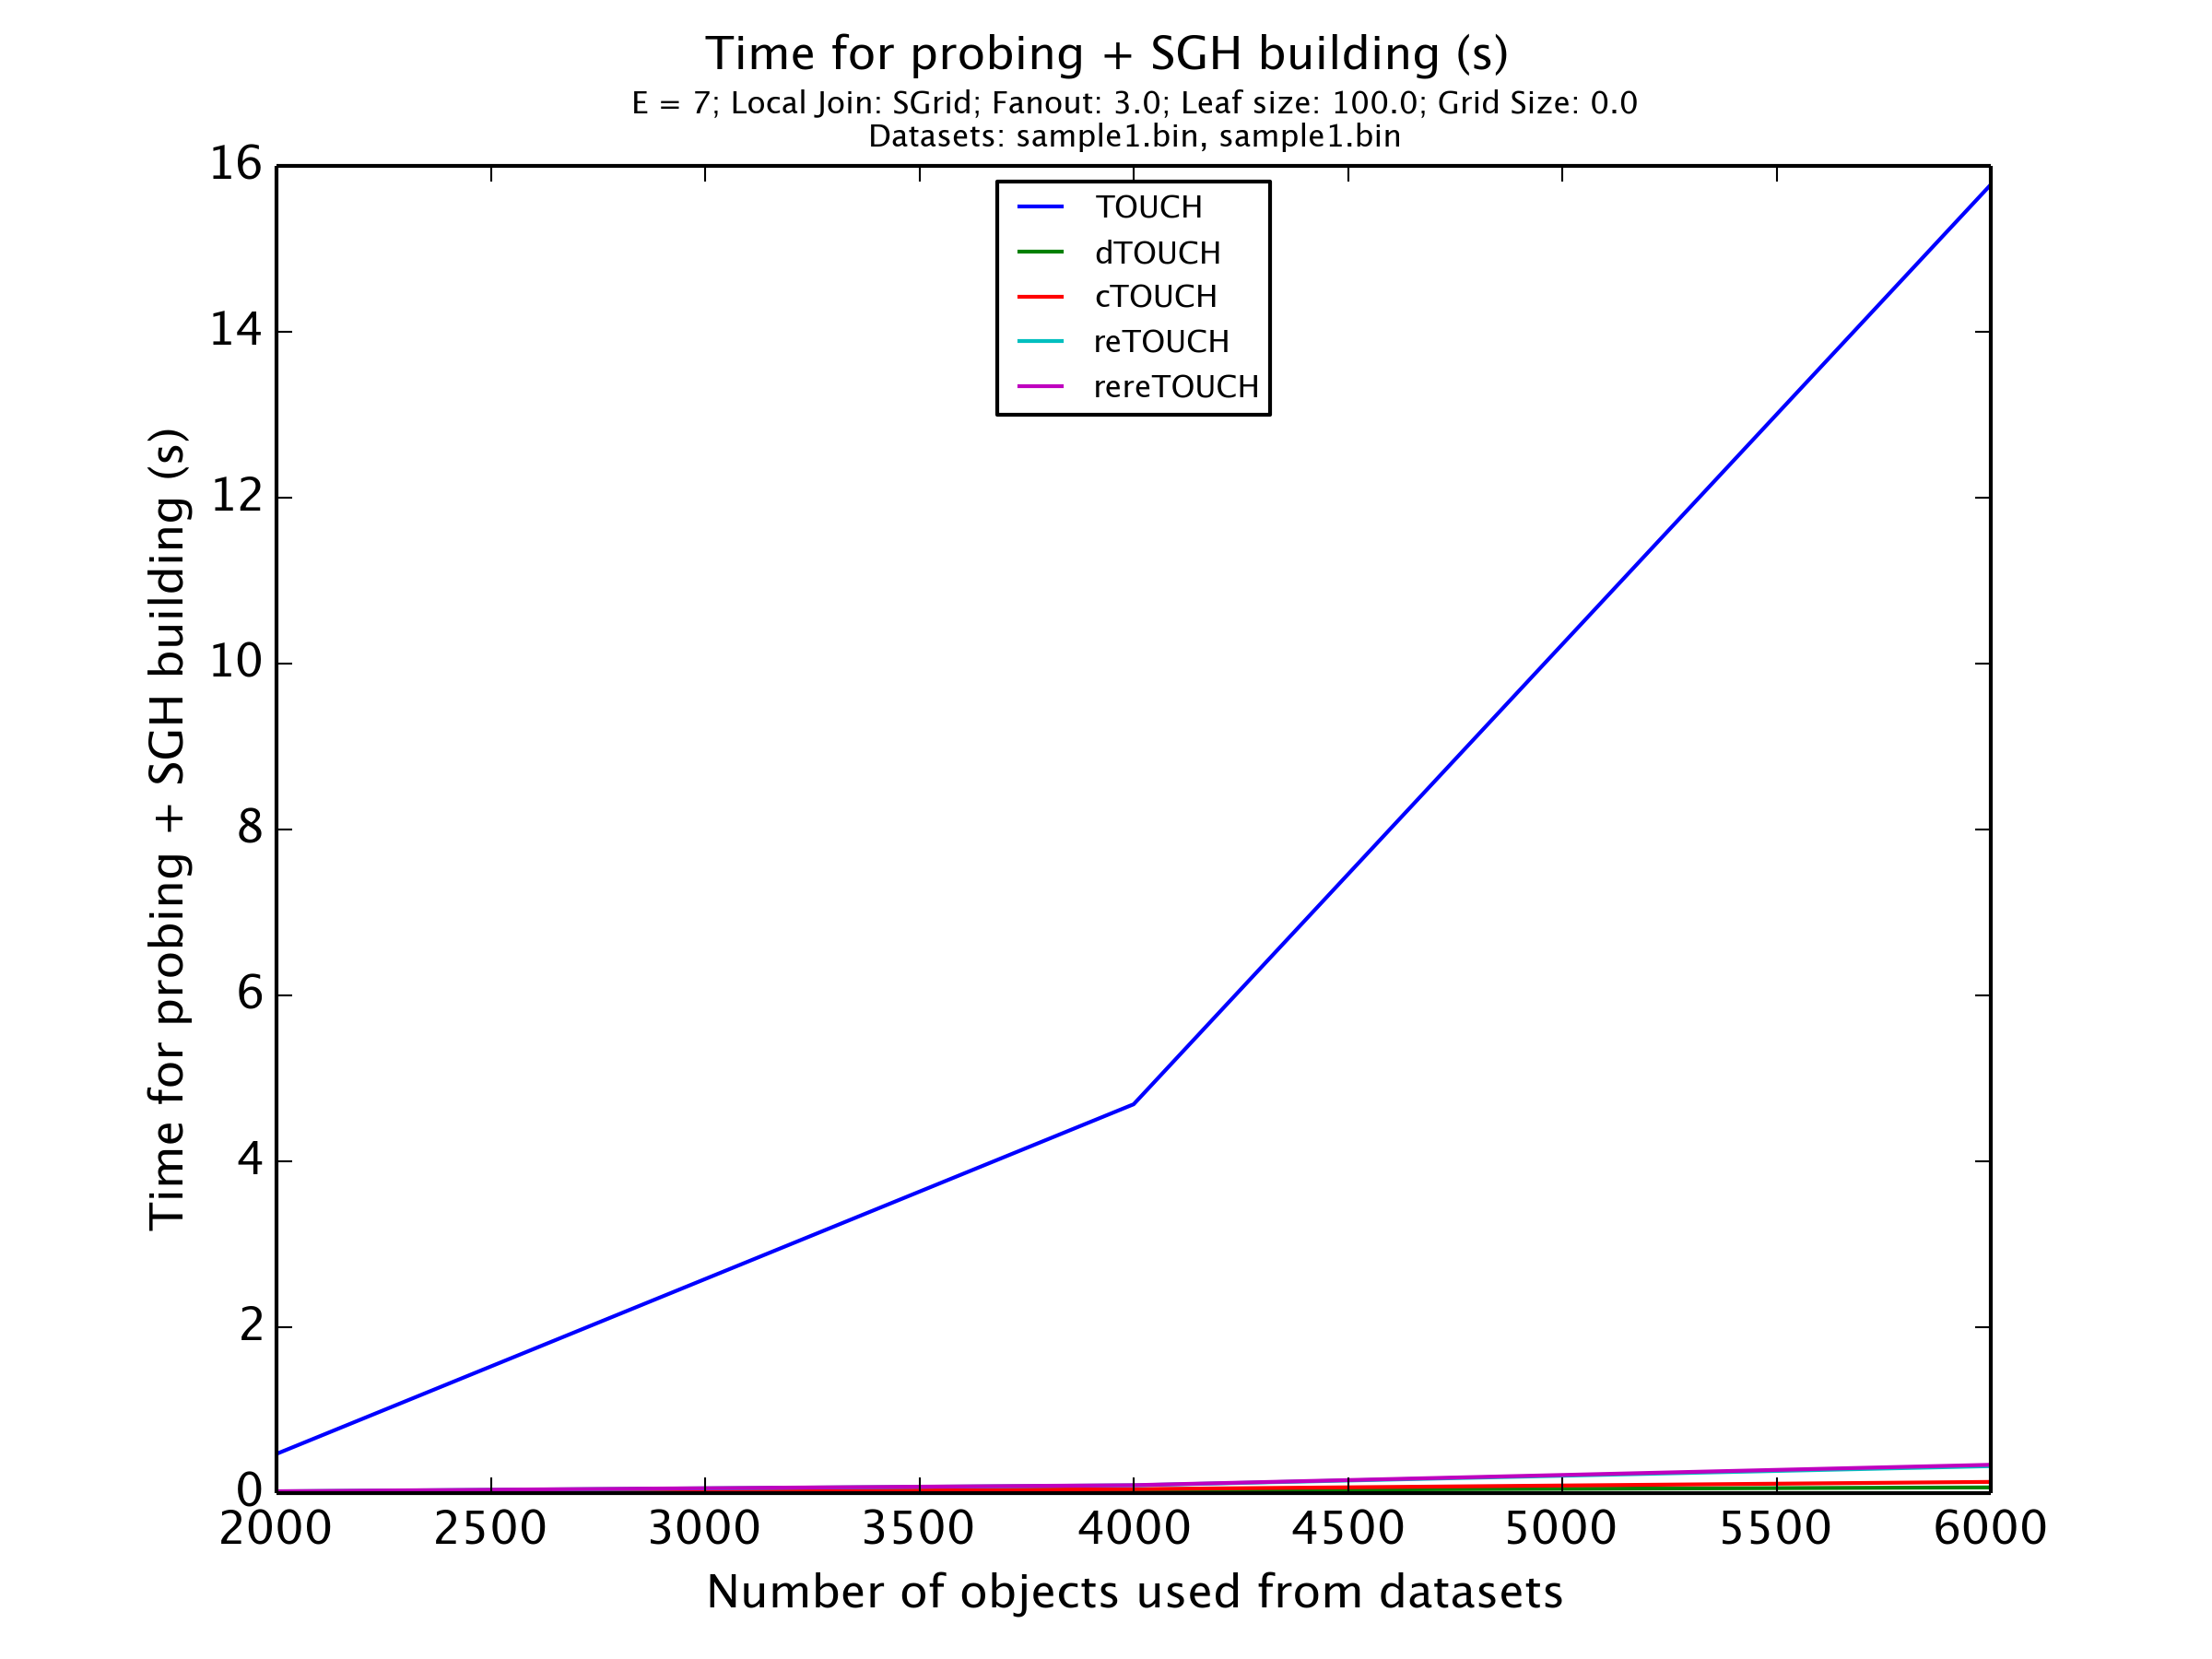 Time for probing + SGH building (s)
E = 7; Local Join: SGrid; Fanout: 3.0; Leaf size: 100.0; Grid Size: 0.0
Datasets: sample1.bin, sample1.bin
TOUCH
dTOUCH
cTOUCH
reTOUCH
rereTOUCH
Time for probing + SGH building (s)
16
14
12
10
8
6
4
2
0
2000 2500 3000 3500 4000 4500 5000 5500 6000
Number of objects used from datasets